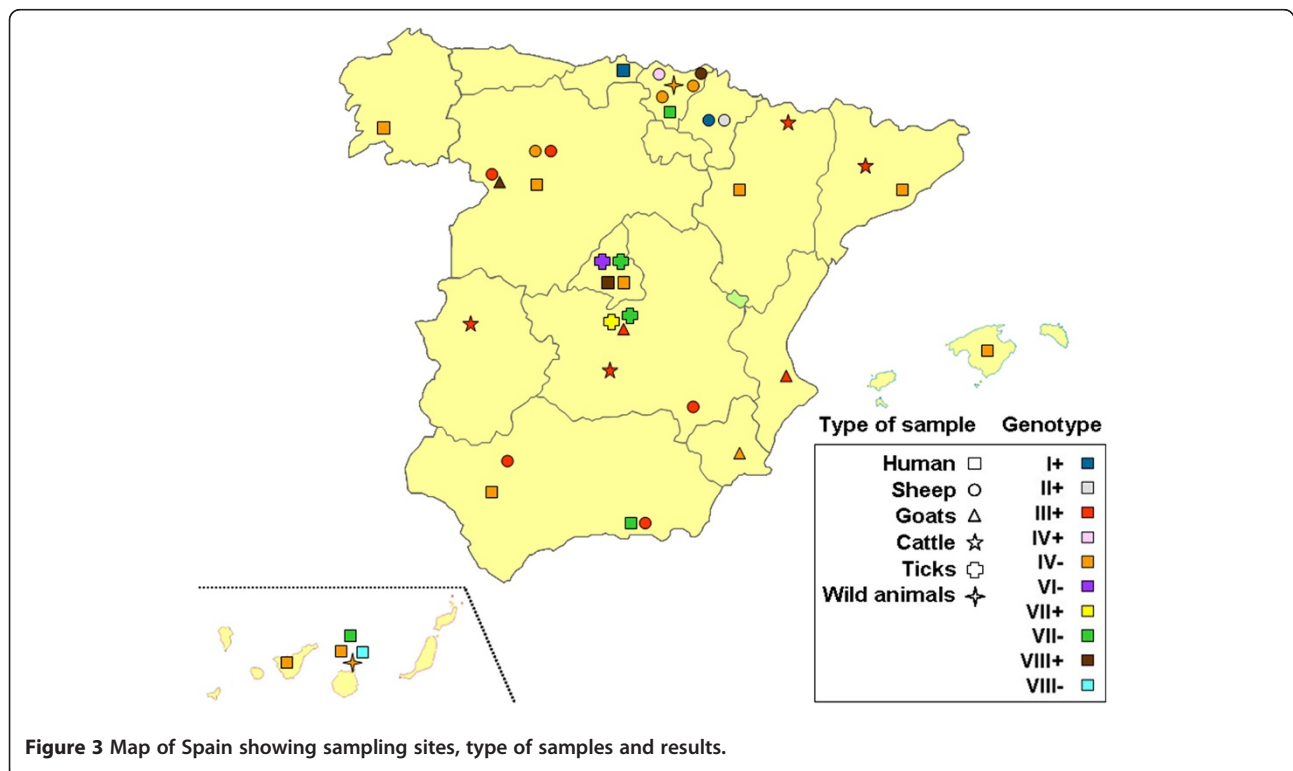 Type of sample Genotype
Human
Sheep
Goats
Cattle
Ticks
Wild animals
I+
II+
III+
IV+
IV-
VI-
VII+
VII-
VIII+
VIII-
Figure 3 Map of Spain showing sampling sites, type of samples and results.